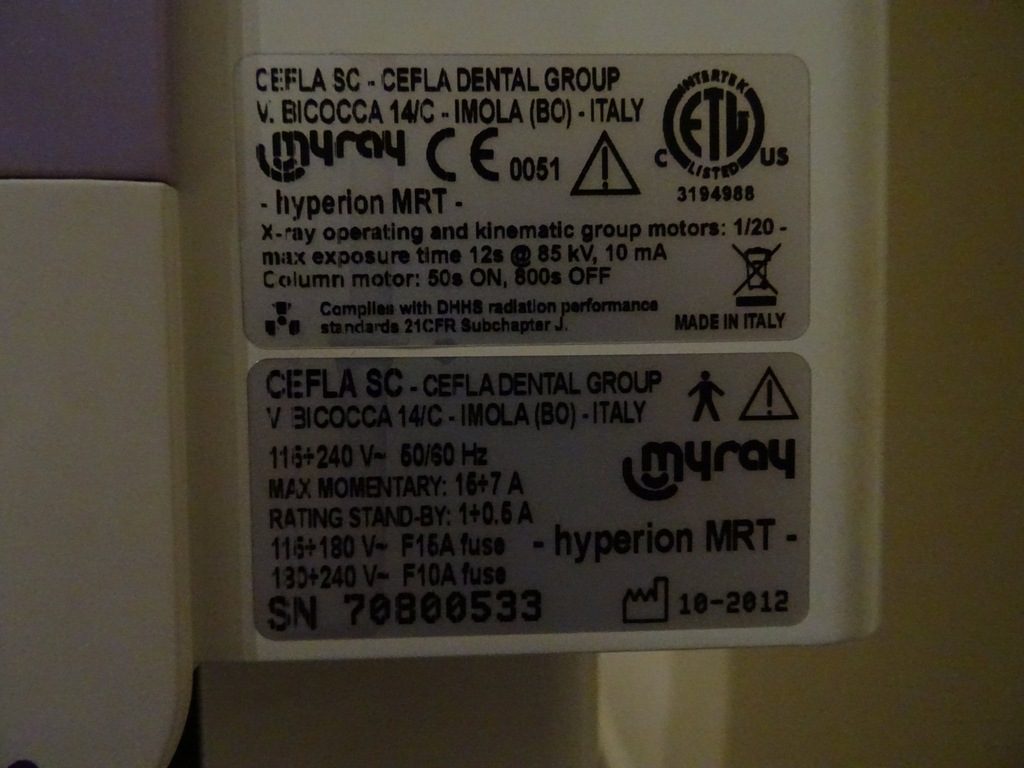 CEFLA SC - CEFLA DENTAL GROUP
V. BICOCCA 14/C - IMOLA (BO) - ITALY
INTERTEK
ETL
LISTED
C US
3194988
myray CE 0051
- hyperion MRT -
X-ray operating and kinematic group motors: 1/20 -
max exposure time 12s @ 85 kV, 10 mA
Column motor: 50s ON, 800s OFF
Complies with DHHS radiation performance
standards 21CFR Subchapter J.
MADE IN ITALY
CEFLA SC - CEFLA DENTAL GROUP
V BICOCCA 14/C - IMOLA (BO) - ITALY
myray
115÷240 V~ 50/60 Hz
MAX MOMENTARY: 15÷7 A
RATING STAND-BY: 1÷0.5 A
115÷180 V~ F15A fuse
180÷240 V~ F10A fuse
- hyperion MRT -
SN 70800533
10-2012